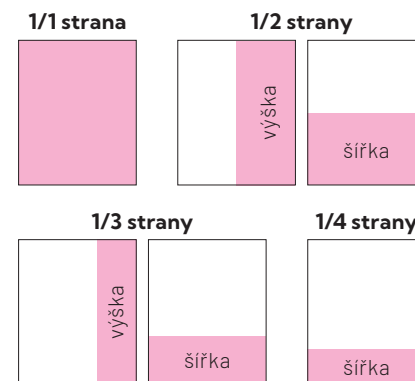 1/1 strana
1/2 strany
výška
šířka
1/3 strany
1/4 strany
výška
šířka
šířka